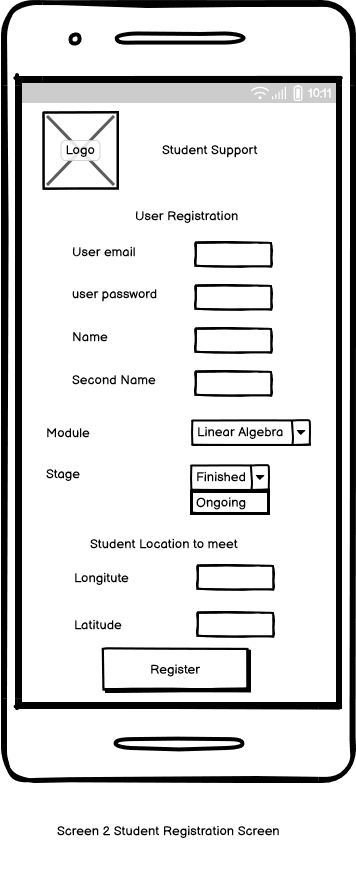 10:11
Logo
Student Support
User Registration
User email
user password
Name
Second Name
Module
Linear Algebra
Stage
Finished
Ongoing
Student Location to meet
Longitute
Latitude
Register
Screen 2 Student Registration Screen